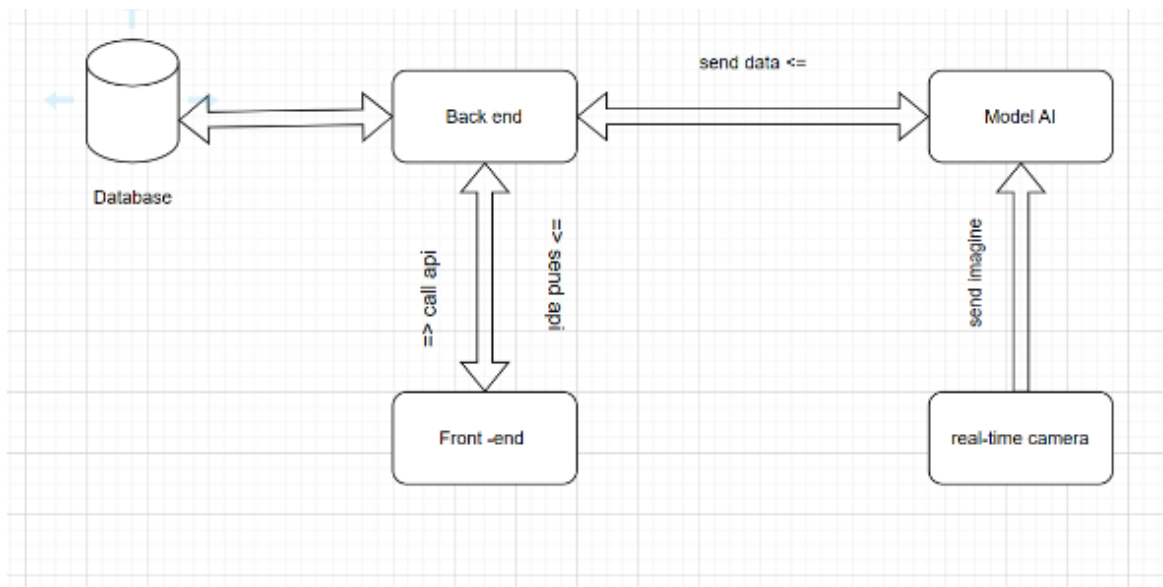 send data <=
Back end
Model AI
Database
=> call api
=> send api
send imagine
Front -end
real-time camera